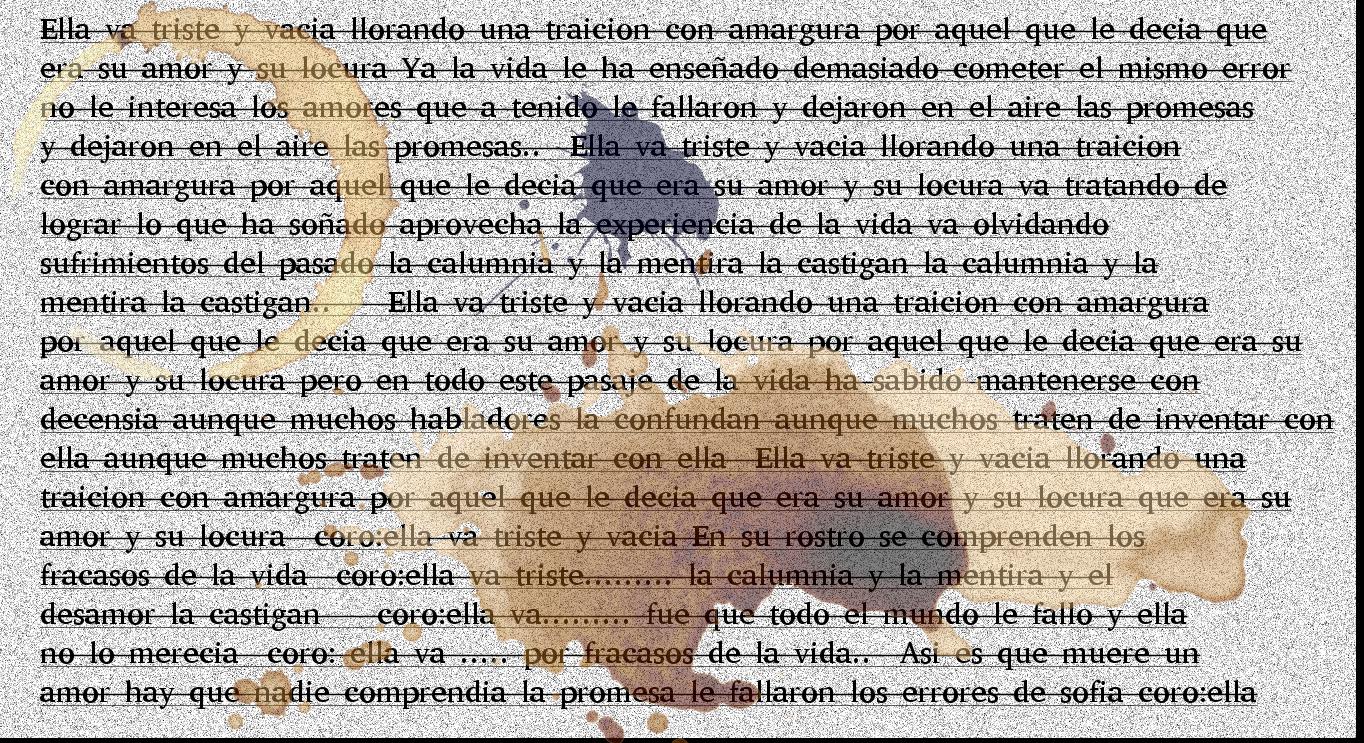 Ella va triste y vacia llorando una traicion con amargura por aquel que le decia que
era su amor y su locura Ya la vida le ha enseñado demasiado cometer el mismo error
no le interesa los amores que a tenido le fallaron y dejaron en el aire las promesas
y dejaron en el aire las promesas.. Ella va triste y vacia llorando una traicion
con amargura por aquel que le decia que era su amor y su locura va tratando de
lograr lo que ha soñado aprovecha la experiencia de la vida va olvidando
sufrimientos del pasado la calumnia y la mentira la castigan la calumnia y la
mentira la castigan.. Ella va triste y vacia llorando una traicion con amargura
por aquel que le decia que era su amor y su locura por aquel que le decia que era su
amor y su locura pero en todo este pasaje de la vida ha sabido mantenerse con
decensia aunque muchos habladores la confundan aunque muchos traten de inventar con
ella aunque muchos traten de inventar con ella Ella va triste y vacia llorando una
traicion con amargura por aquel que le decia que era su amor y su locura que era su
amor y su locura coro:ella va triste y vacia En su rostro se comprenden los
fracasos de la vida coro:ella va triste......... la calumnia y la mentira y el
desamor la castigan coro:ella va......... fue que todo el mundo le fallo y ella
no lo merecia coro: ella va ..... por fracasos de la vida.. Asi es que muere un
amor hay que nadie comprendia la promesa le fallaron los errores de sofia coro:ella